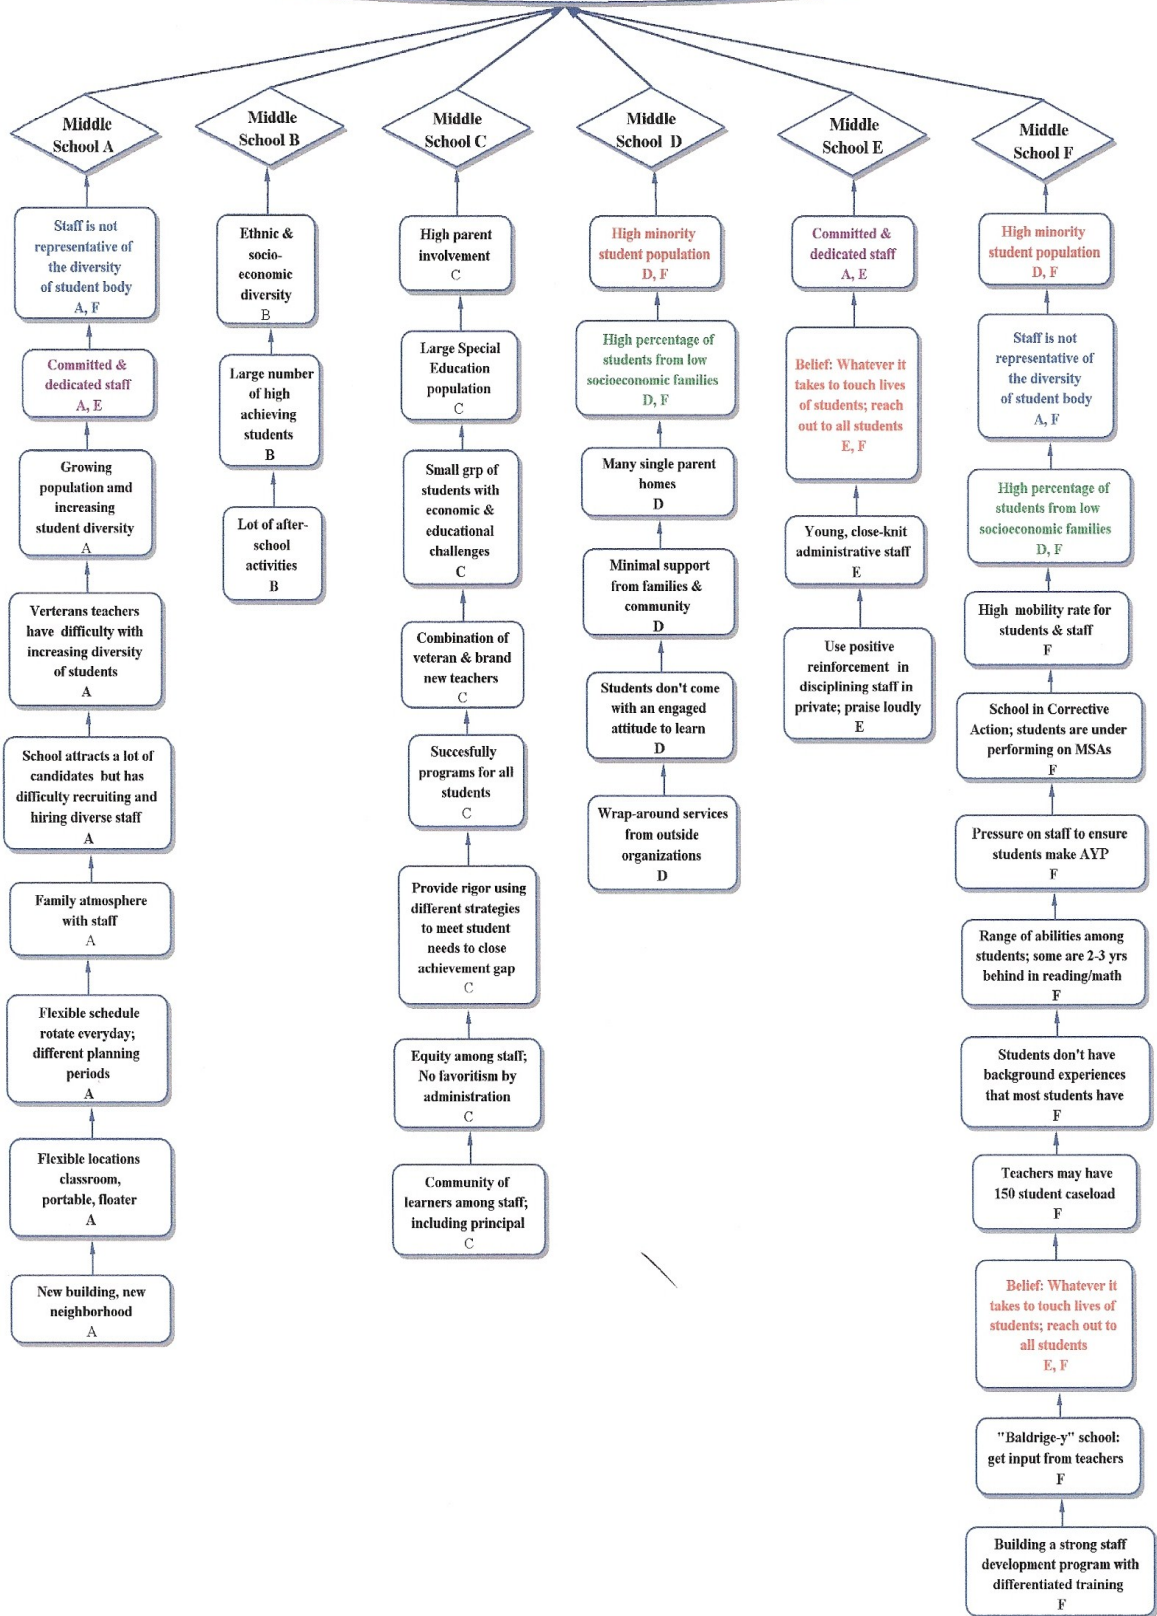 Middle
School A
Staff is not
representative of
the diversity
of student body
A, F
Committed &
dedicated staff
A, E
Growing
population amd
increasing
student diversity
A
Verterans teachers
have difficulty with
increasing diversity
of students
A
School attracts a lot of
candidates but has
difficulty recruiting and
hiring diverse staff
A
Family atmosphere
with staff
A
Flexible schedule
rotate everyday;
different planning
periods
A
Flexible locations
classroom,
portable, floater
A
New building, new
neighborhood
A
Middle
School B
Ethnic &
socio-
economic
diversity
B
Large number
of high
achieving
students
B
Lot of after-
school
activities
B
Middle
School C
High parent
involvement
C
Large Special
Education
population
C
Small grp of
students with
economic &
educational
challenges
C
Combination of
veteran & brand
new teachers
C
Succesfully
programs for all
students
C
Provide rigor using
different strategies
to meet student
needs to close
achievement gap
C
Equity among staff;
No favoritism by
administration
C
Community of
learners among staff;
including principal
C
Middle
School D
High minority
student population
D, F
High percentage of
students from low
socioeconomic families
D, F
Many single parent
homes
D
Minimal support
from families &
community
D
Students don't come
with an engaged
attitude to learn
D
Wrap-around services
from outside
organizations
D
Middle
School E
Committed &
dedicated staff
A, E
Belief: Whatever it
takes to touch lives
of students; reach
out to all students
E, F
Young, close-knit
administrative staff
E
Use positive
reinforcement in
disciplining staff in
private; praise loudly
E
Middle
School F
High minority
student population
D, F
Staff is not
representative of
the diversity
of student body
A, F
High percentage of
students from low
socioeconomic families
D, F
High mobility rate for
students & staff
F
School in Corrective
Action; students are under
performing on MSAs
F
Pressure on staff to ensure
students make AYP
F
Range of abilities among
students; some are 2-3 yrs
behind in reading/math
F
Students don't have
background experiences
that most students have
F
Teachers may have
150 student caseload
F
Belief: Whatever it
takes to touch lives of
students; reach out to
all students
E, F
"Baldrige-y" school:
get input from teachers
F
Building a strong staff
development program with
differentiated training
F